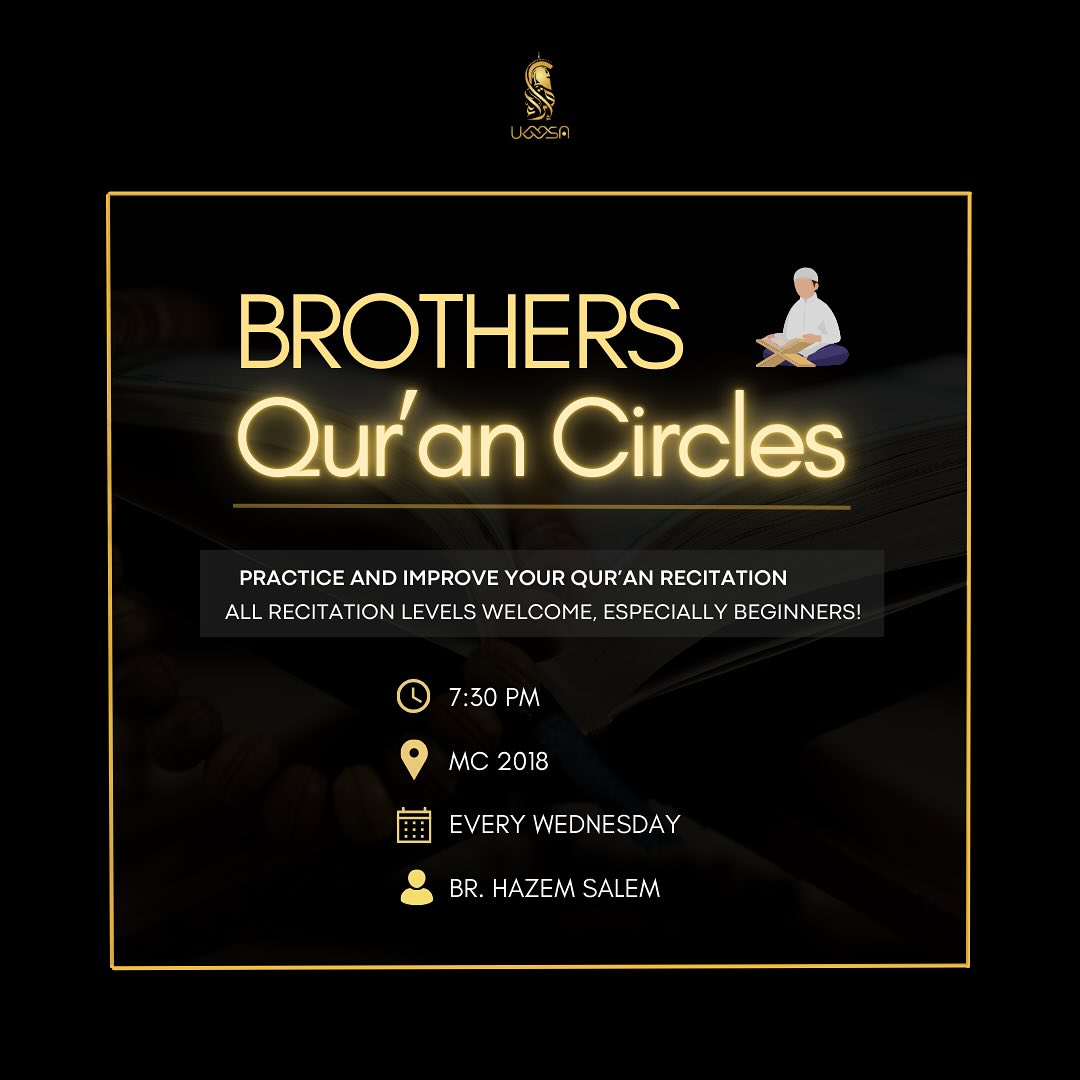 BROTHERS
Qur'an Circles
PRACTICE AND IMPROVE YOUR QUR'AN RECITATION
ALL RECITATION LEVELS WELCOME, ESPECIALLY BEGINNERS!
7:30 PM
MC 2018
EVERY WEDNESDAY
BR. HAZEM SALEM